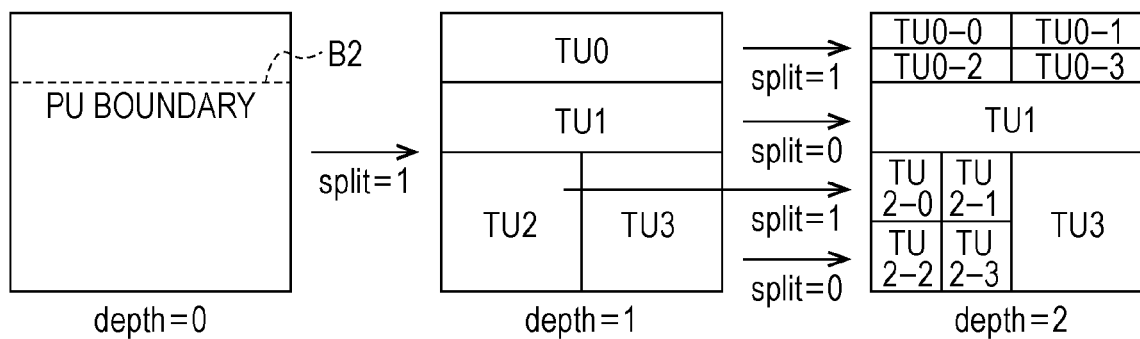 B2
PU BOUNDARY
depth=0
split=1
TU0
TU1
TU2
TU3
depth=1
split=1
split=0
split=1
split=0
TU0-0
TU0-1
TU0-2
TU0-3
TU1
TU
2-0
TU
2-1
TU
2-2
TU
2-3
TU3
depth=2